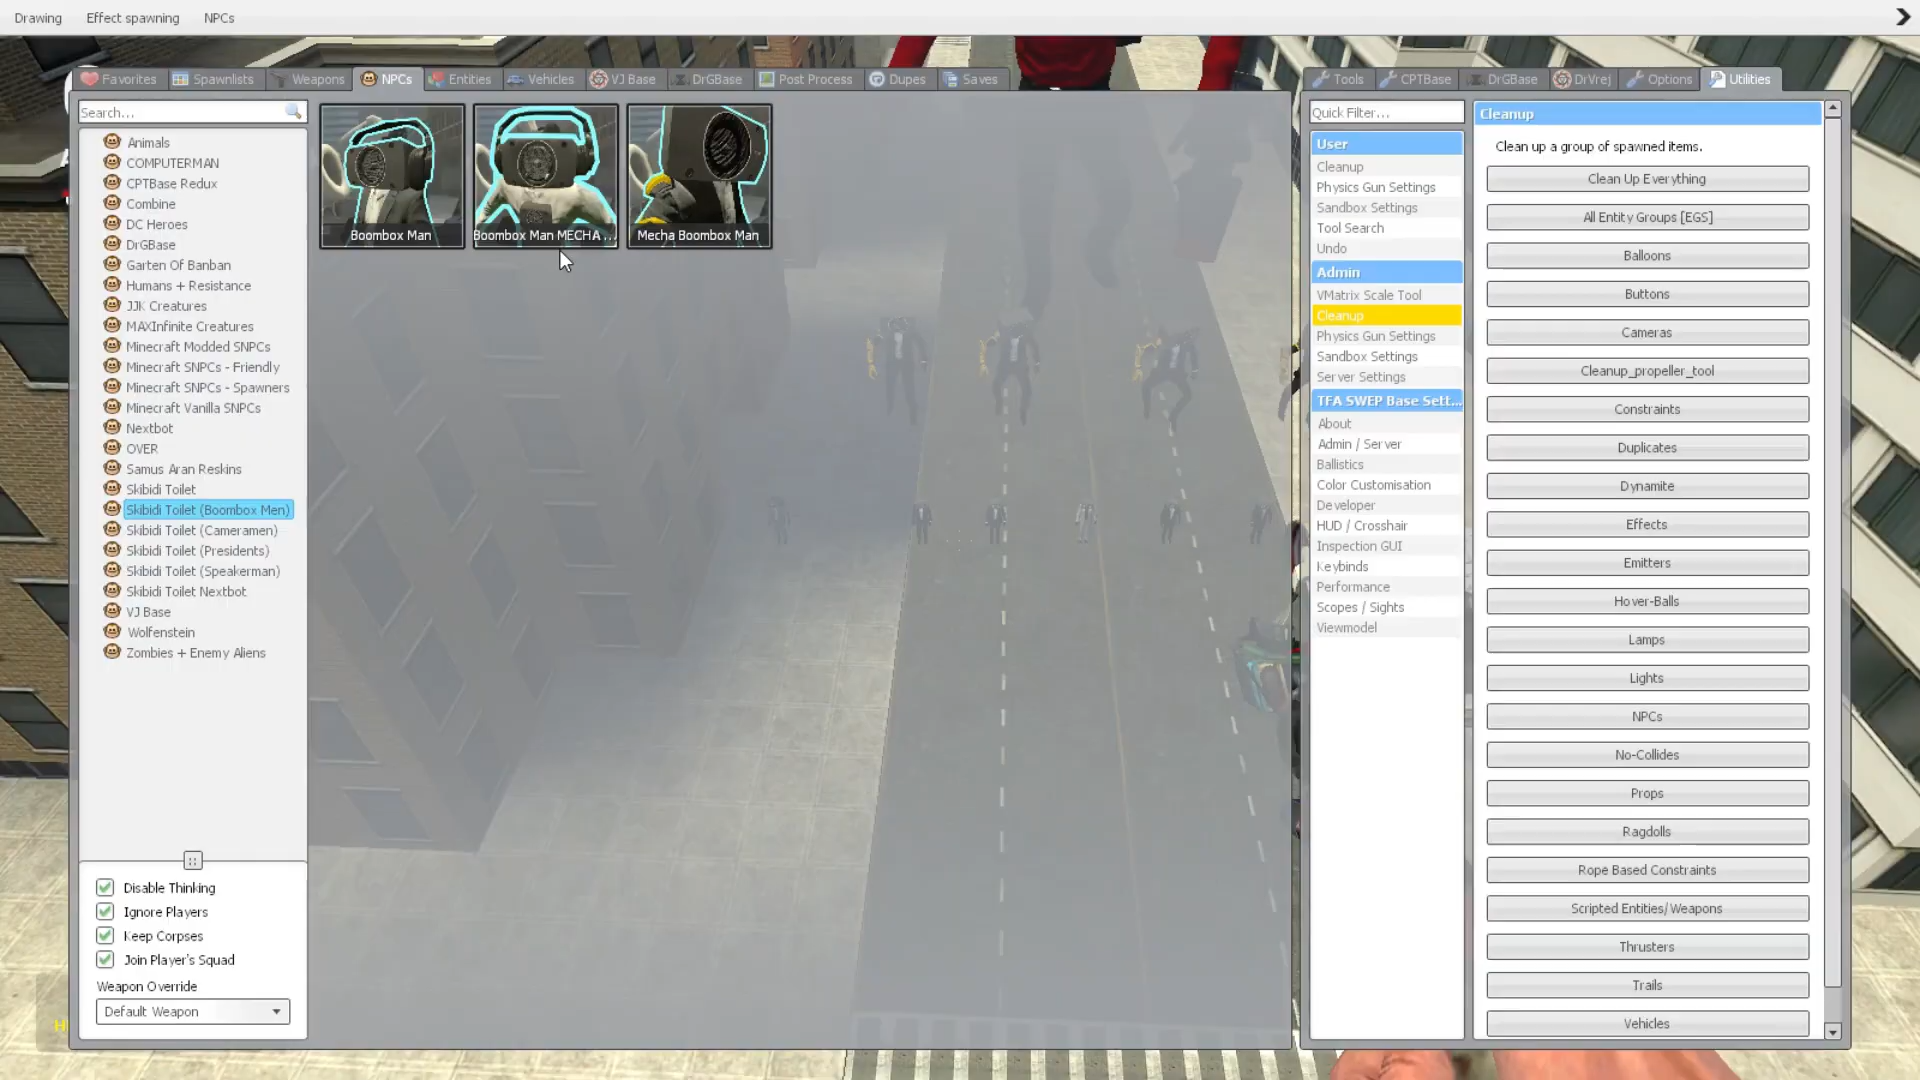 Drawing Effect spawning NPCs
Favorites Spawnlists Weapons NPCs Entities Vehicles VJ Base DrGBase Post Process Dupes Saves
Search...
Animals
COMPUTERMAN
CPTBase Redux
Combine
DC Heroes
DrGBase
Garten Of Banban
Humans + Resistance
JJK Creatures
MAXInfinite Creatures
Minecraft Modded SNPCs
Minecraft SNPCs - Friendly
Minecraft SNPCs - Spawners
Minecraft Vanilla SNPCs
Nextbot
OVER
Samus Aran Reskins
Skibidi Toilet
Skibidi Toilet (Boombox Men)
Skibidi Toilet (Cameramen)
Skibidi Toilet (Presidents)
Skibidi Toilet (Speakerman)
Skibidi Toilet Nextbot
VJ Base
Wolfenstein
Zombies + Enemy Aliens
Disable Thinking
Ignore Players
Keep Corpses
Join Player's Squad
Weapon Override
Default Weapon
Boombox Man
Boombox Man MECHA ...
Mecha Boombox Man
Tools CPTBase DrGBase DrVrej Options Utilities
Quick Filter...
User
Cleanup
Physics Gun Settings
Sandbox Settings
Tool Search
Undo
Admin
VMatrix Scale Tool
Cleanup
Physics Gun Settings
Sandbox Settings
Server Settings
TFA SWEP Base Sett...
About
Admin / Server
Ballistics
Color Customisation
Developer
HUD / Crosshair
Inspection GUI
Keybinds
Performance
Scopes / Sights
Viewmodel
Cleanup
Clean up a group of spawned items.
Clean Up Everything
All Entity Groups [EGS]
Balloons
Buttons
Cameras
Cleanup_propeller_tool
Constraints
Duplicates
Dynamite
Effects
Emitters
Hover-Balls
Lamps
Lights
NPCs
No-Collides
Props
Ragdolls
Rope Based Constraints
Scripted Entities/Weapons
Thrusters
Trails
Vehicles